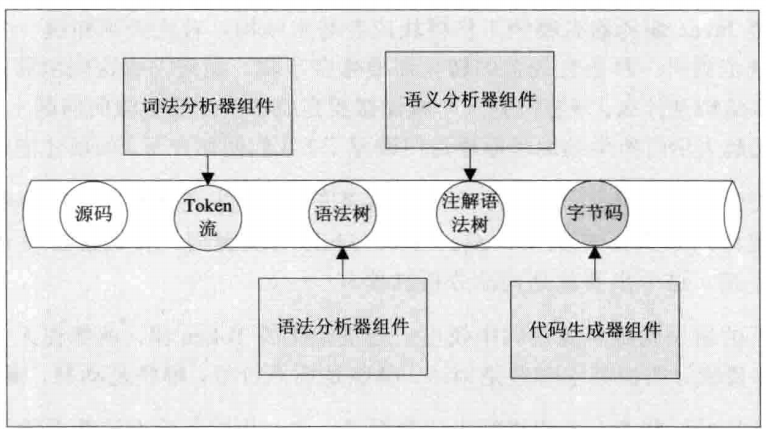 词法分析器组件
语义分析器组件
源码
Token
流
语法树
注解语
法树
字节码
语法分析器组件
代码生成器组件